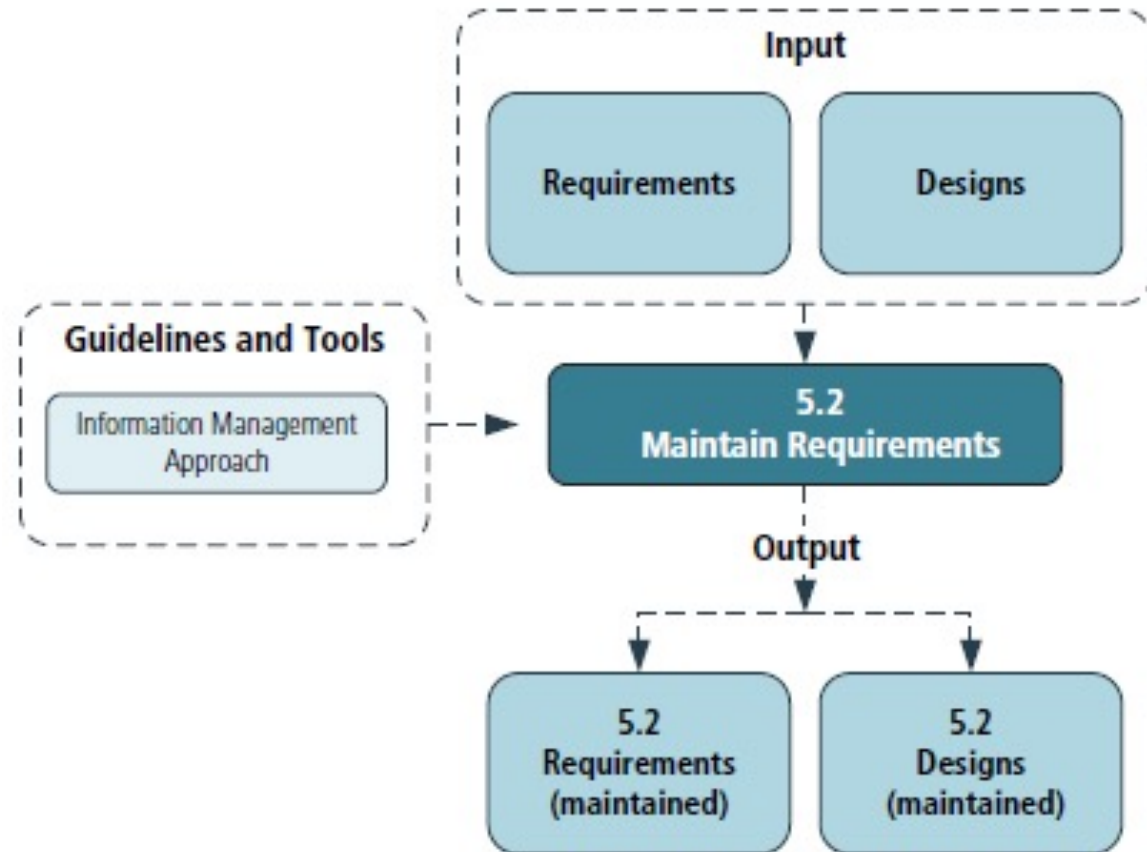 Input
Requirements
Designs
Guidelines and Tools
Information Management
Approach
5.2
Maintain Requirements
Output
5.2
Requirements
(maintained)
5.2
Designs
(maintained)